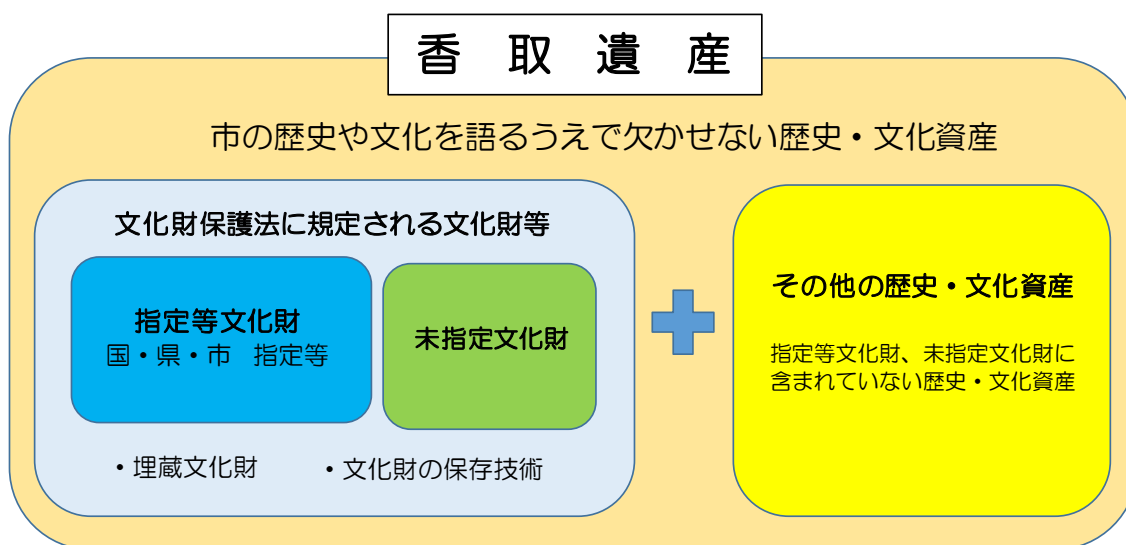 香　取　遺　産
市の歴史や文化を語るうえで欠かせない歴史・文化資産
文化財保護法に規定される文化財等
指定等文化財
国・県・市　指定等
未指定文化財
・埋蔵文化財
・文化財の保存技術
その他の歴史・文化資産
指定等文化財、未指定文化財に
含まれていない歴史・文化資産